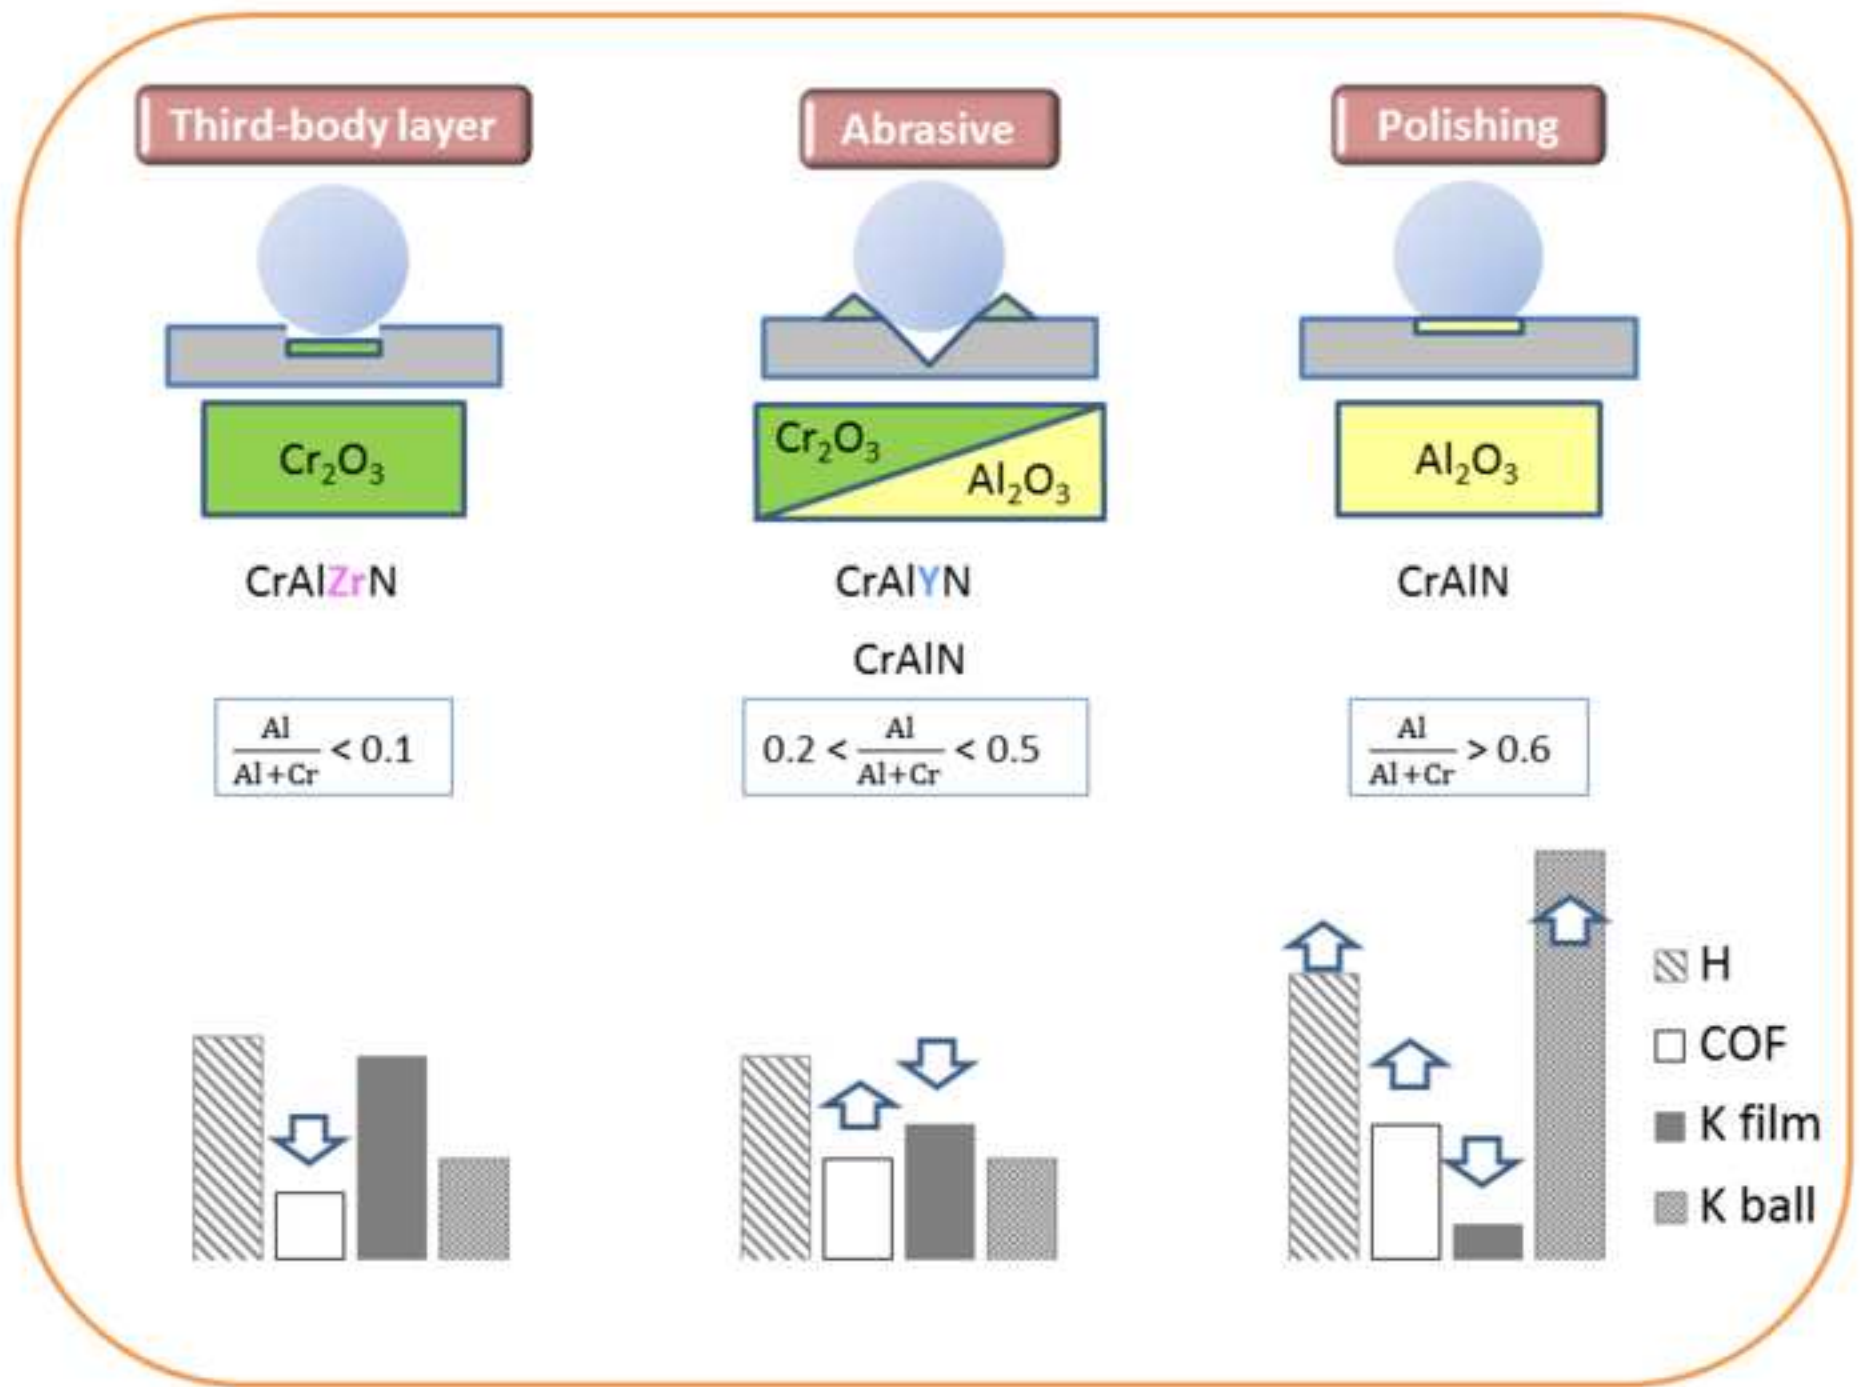 Third-body layer
Abrasive
Polishing
Cr₂O₃
Cr₂O₃
Al₂O₃
Al₂O₃
CrAlZrN
CrAlYN
CrAlN
CrAlN
Al
Al+Cr
< 0.1
0.2 <
Al
Al+Cr
< 0.5
Al
Al+Cr
> 0.6
H
COF
K film
K ball